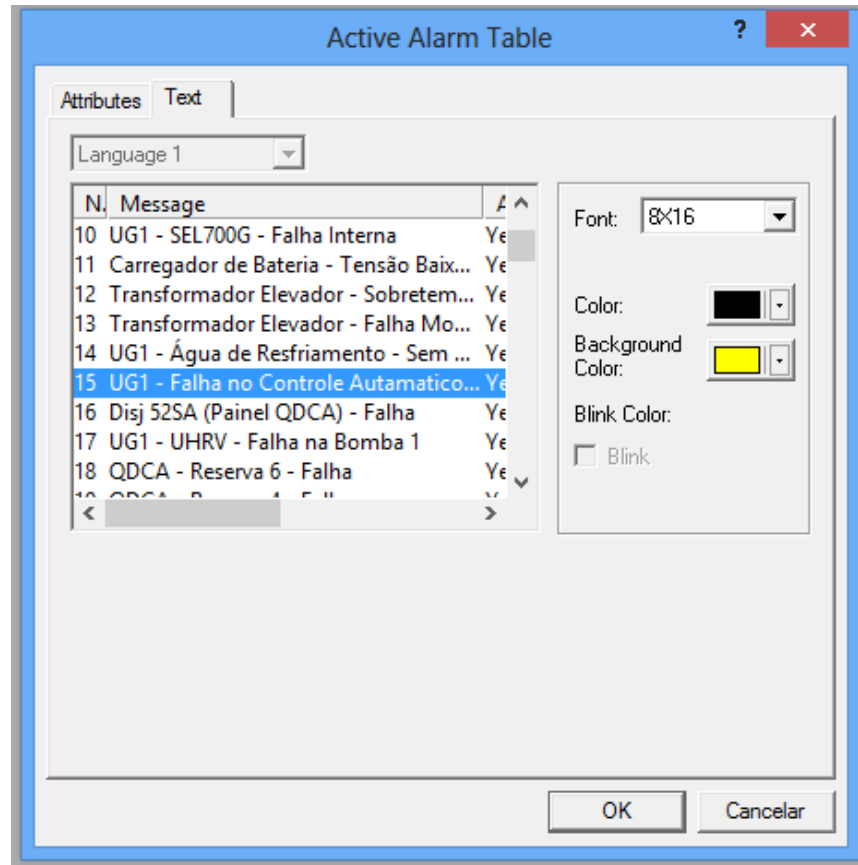 Active Alarm Table ? ×
Attributes Text
Language 1
N. Message
10 UG1 - SEL700G - Falha Interna Ye
11 Carregador de Bateria - Tensão Baix... Ye
12 Transformador Elevador - Sobretem... Ye
13 Transformador Elevador - Falha Mo... Ye
14 UG1 - Água de Resfriamento - Sem ... Ye
15 UG1 - Falha no Controle Autamatico... Ye
16 Disj 52SA (Painel QDCA) - Falha Ye
17 UG1 - UHRV - Falha na Bomba 1 Ye
18 QDCA - Reserva 6 - Falha Ye
Font: 8X16
Color:
Background
Color:
Blink Color:
Blink
OK Cancelar